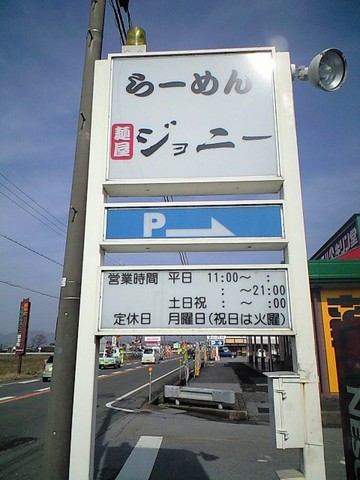 らーめん
麺屋
ジョニー
P
営業時間 平日 11:00～ :
: ～21:00
土日祝 : ～ :00
定休日 月曜日(祝日は火曜)